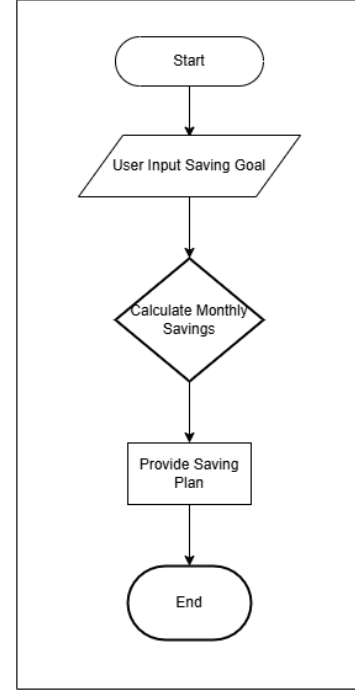 Start
User Input Saving Goal
Calculate Monthly
Savings
Provide Saving
Plan
End